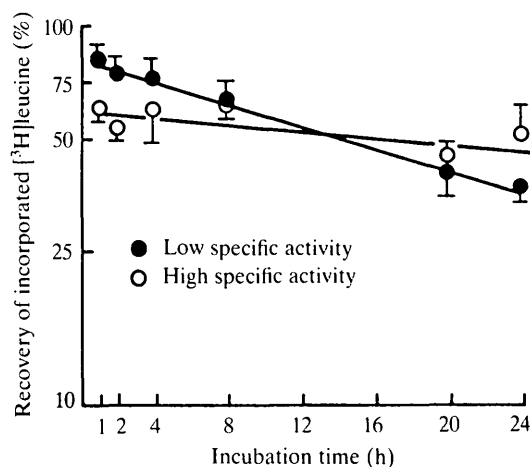 Recovery of incorporated [³H]leucine (%)
100
75
50
25
10
Low specific activity
High specific activity
1 2 4 8 12 16 20 24
Incubation time (h)